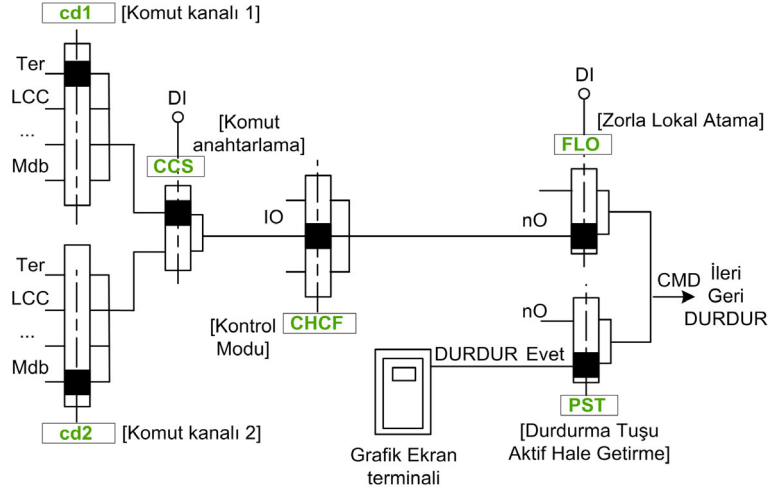 cd1 [Komut kanalı 1]
Ter
LCC
...
Mdb
DI
[Komut
anahtarlama]
CCS
DI
[Zorla Lokal Atama]
FLO
IO
nO
Ter
LCC
...
Mdb
cd2 [Komut kanalı 2]
[Kontrol
Modu]
CHCF
nO
CMD
İleri
Geri
DURDUR
DURDUR Evet
PST
[Durdurma Tuşu
Aktif Hale Getirme]
Grafik Ekran
terminali